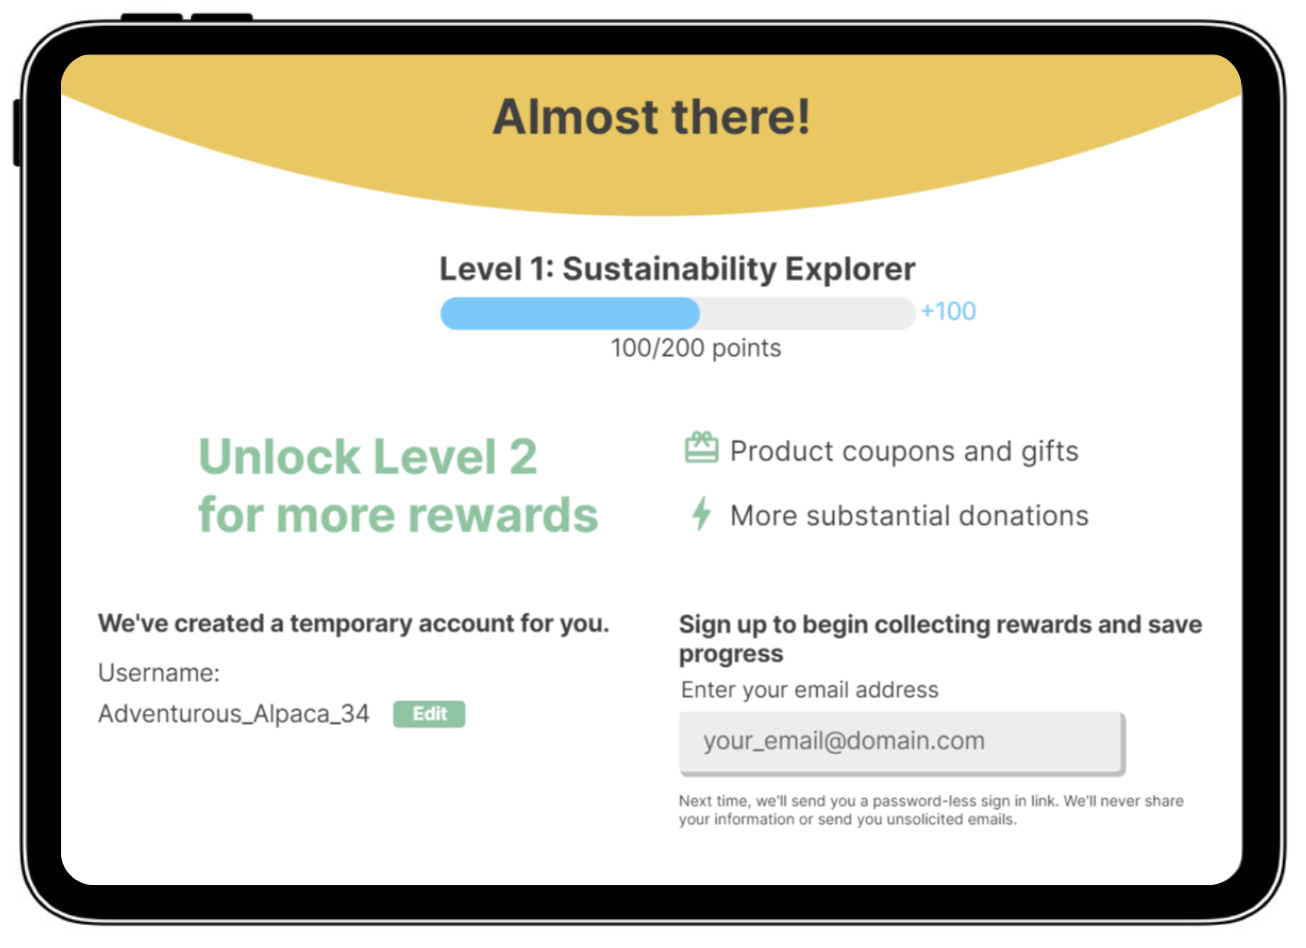 Almost there!
Level 1: Sustainability Explorer
+100
100/200 points
Unlock Level 2
for more rewards
Product coupons and gifts
More substantial donations
We've created a temporary account for you.
Username:
Adventurous_Alpaca_34
Edit
Sign up to begin collecting rewards and save
progress
Enter your email address
your_email@domain.com
Next time, we'll send you a password-less sign in link. We'll never share
your information or send you unsolicited emails.